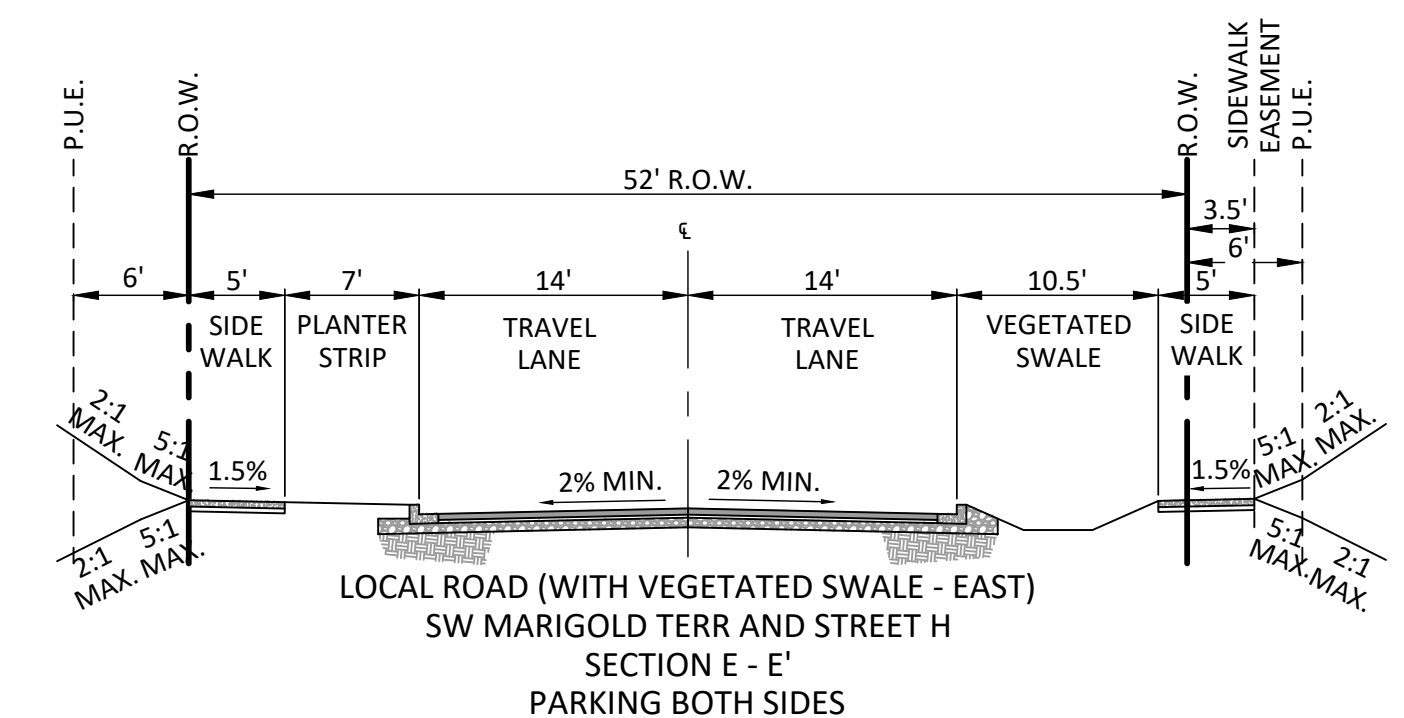 P.U.E.
R.O.W.
R.O.W.
SIDEWALK
EASEMENT
P.U.E.
52' R.O.W.
3.5'
6'
℄
6'
5'
7'
14'
14'
10.5'
5'
SIDE
WALK
PLANTER
STRIP
TRAVEL
LANE
TRAVEL
LANE
VEGETATED
SWALE
SIDE
WALK
2:1
MAX.
5:1
MAX.
1.5%
2% MIN.
2% MIN.
1.5%
5:1
MAX.
2:1
MAX.
2:1
MAX.
5:1
MAX.
5:1
MAX.
2:1
MAX.
LOCAL ROAD (WITH VEGETATED SWALE - EAST)
SW MARIGOLD TERR AND STREET H
SECTION E - E'
PARKING BOTH SIDES